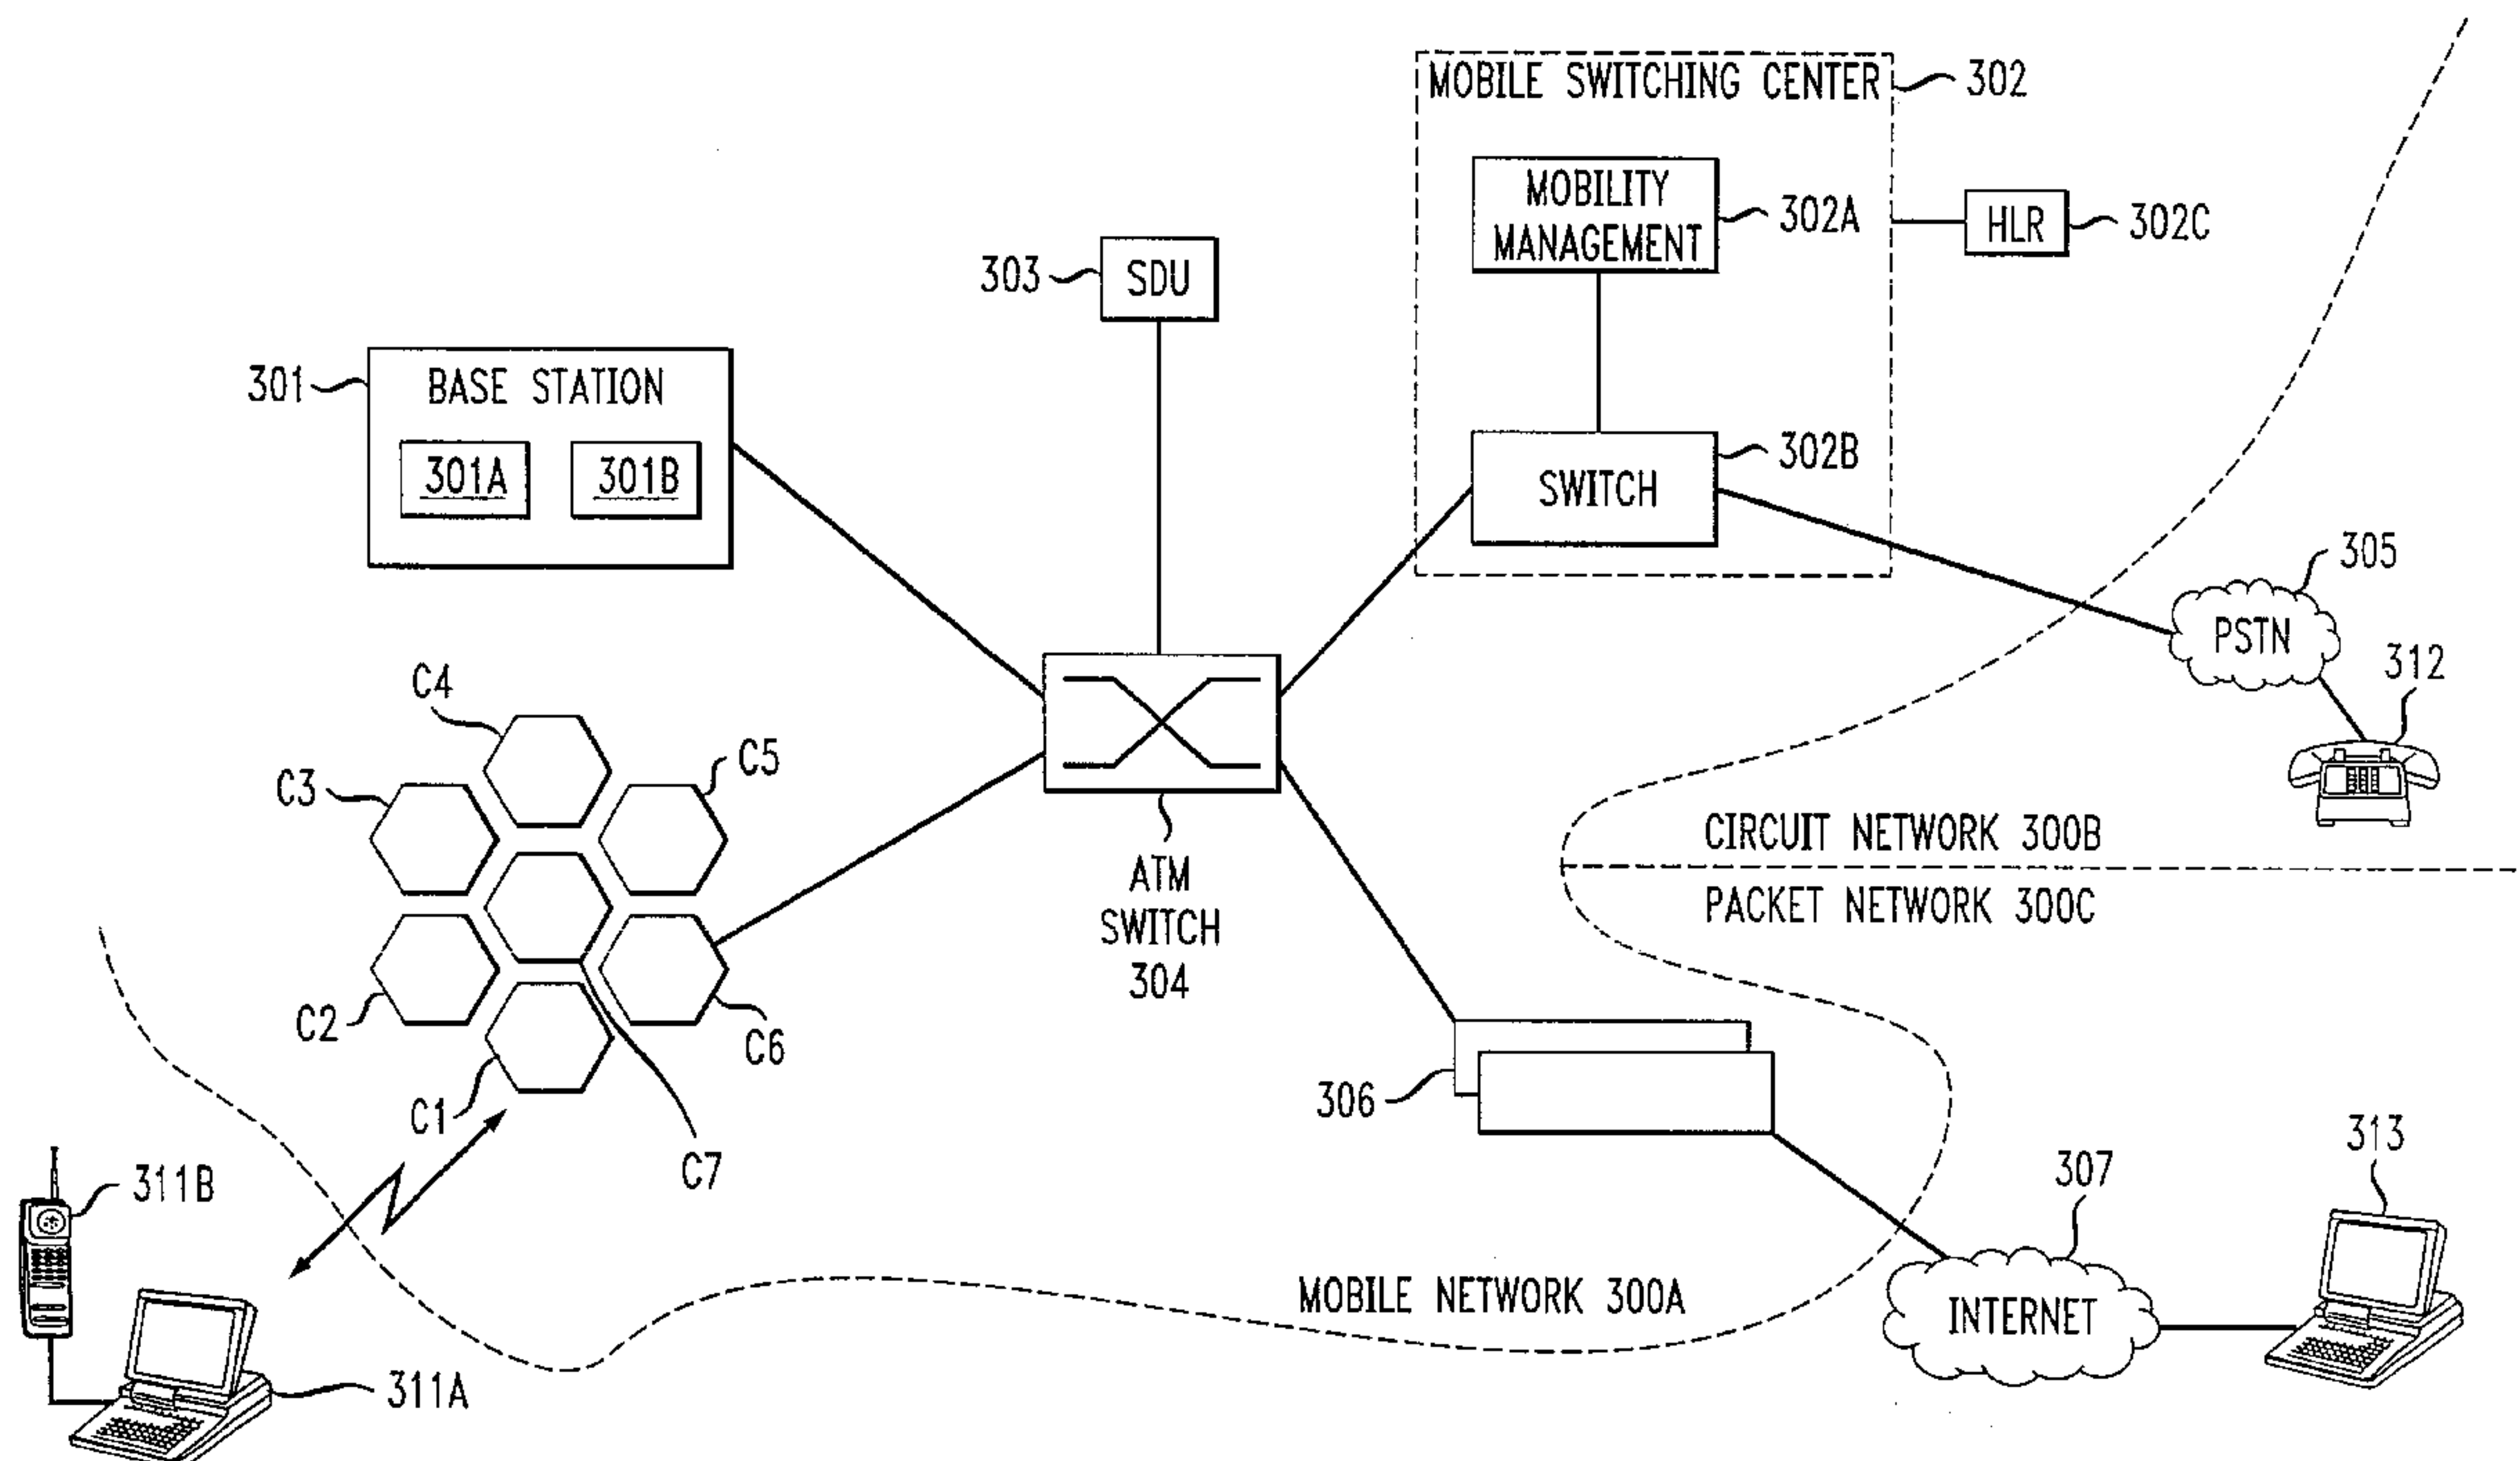 MOBILE SWITCHING CENTER
302
MOBILITY
MANAGEMENT
302A
HLR
302C
303
SDU
301
BASE STATION
301A
301B
302B
SWITCH
305
PSTN
312
C4
C5
C3
ATM
SWITCH
304
CIRCUIT NETWORK 300B
PACKET NETWORK 300C
C2
C6
C1
C7
306
313
311B
307
MOBILE NETWORK 300A
INTERNET
311A